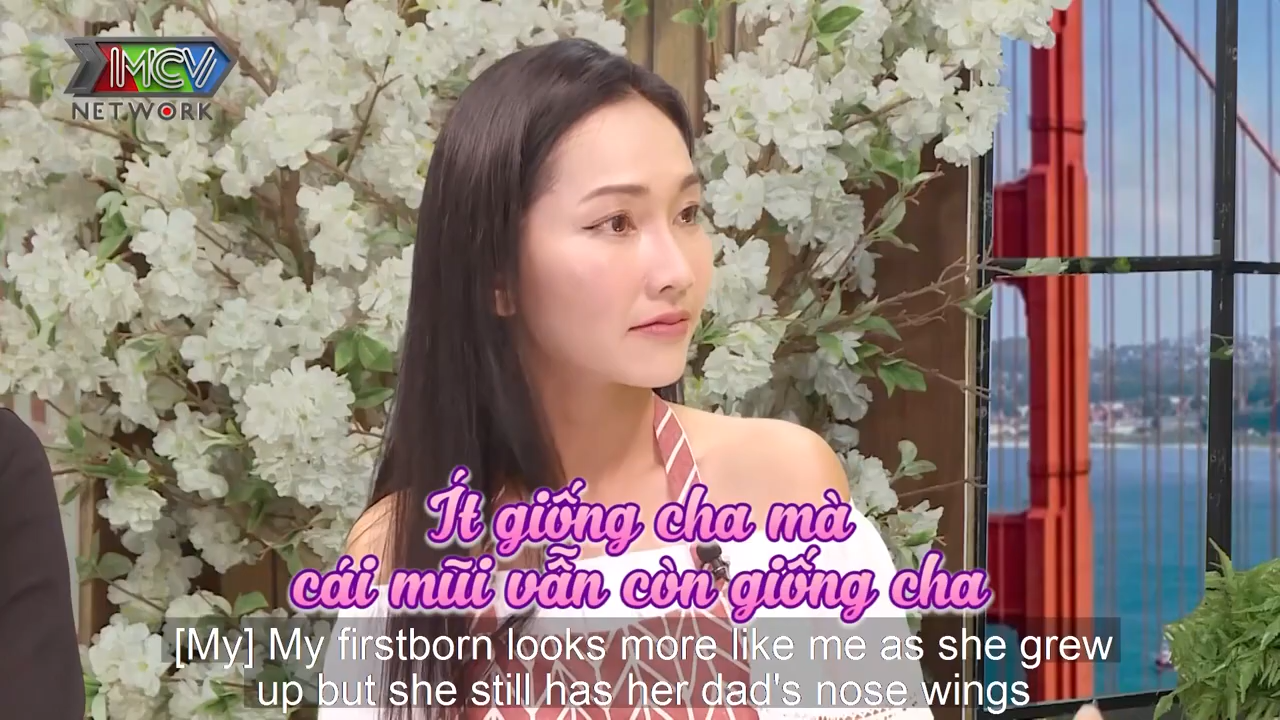 MCV
NETWORK
Ít giống cha mà
cái mũi vẫn còn giống cha
[My] My firstborn looks more like me as she grew
up but she still has her dad's nose wings